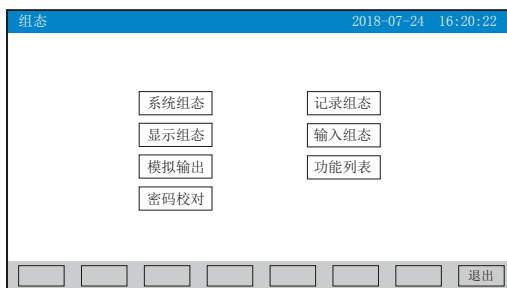 组态 2018-07-24 16:20:22
系统组态 记录组态
显示组态 输入组态
模拟输出 功能列表
密码校对
退出